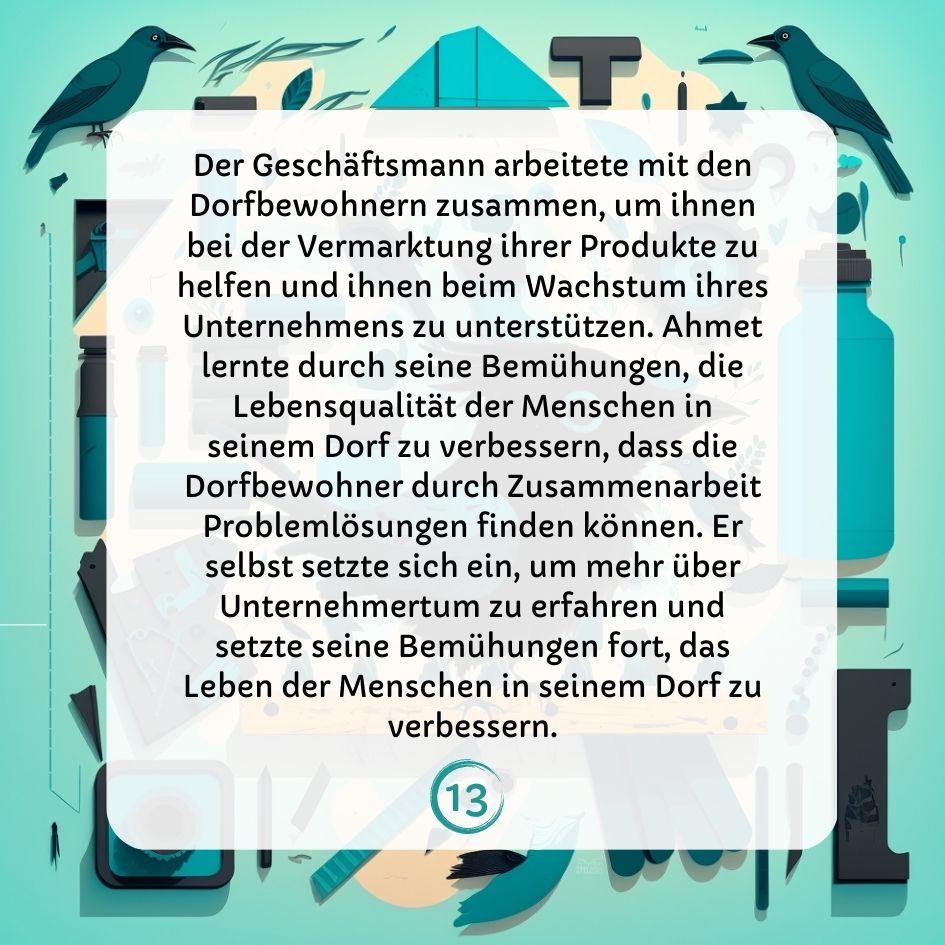 Der Geschäftsmann arbeitete mit den
Dorfbewohnern zusammen, um ihnen
bei der Vermarktung ihrer Produkte zu
helfen und ihnen beim Wachstum ihres
Unternehmens zu unterstützen. Ahmet
lernte durch seine Bemühungen, die
Lebensqualität der Menschen in
seinem Dorf zu verbessern, dass die
Dorfbewohner durch Zusammenarbeit
Problemlösungen finden können. Er
selbst setzte sich ein, um mehr über
Unternehmertum zu erfahren und
setzte seine Bemühungen fort, das
Leben der Menschen in seinem Dorf zu
verbessern.
13